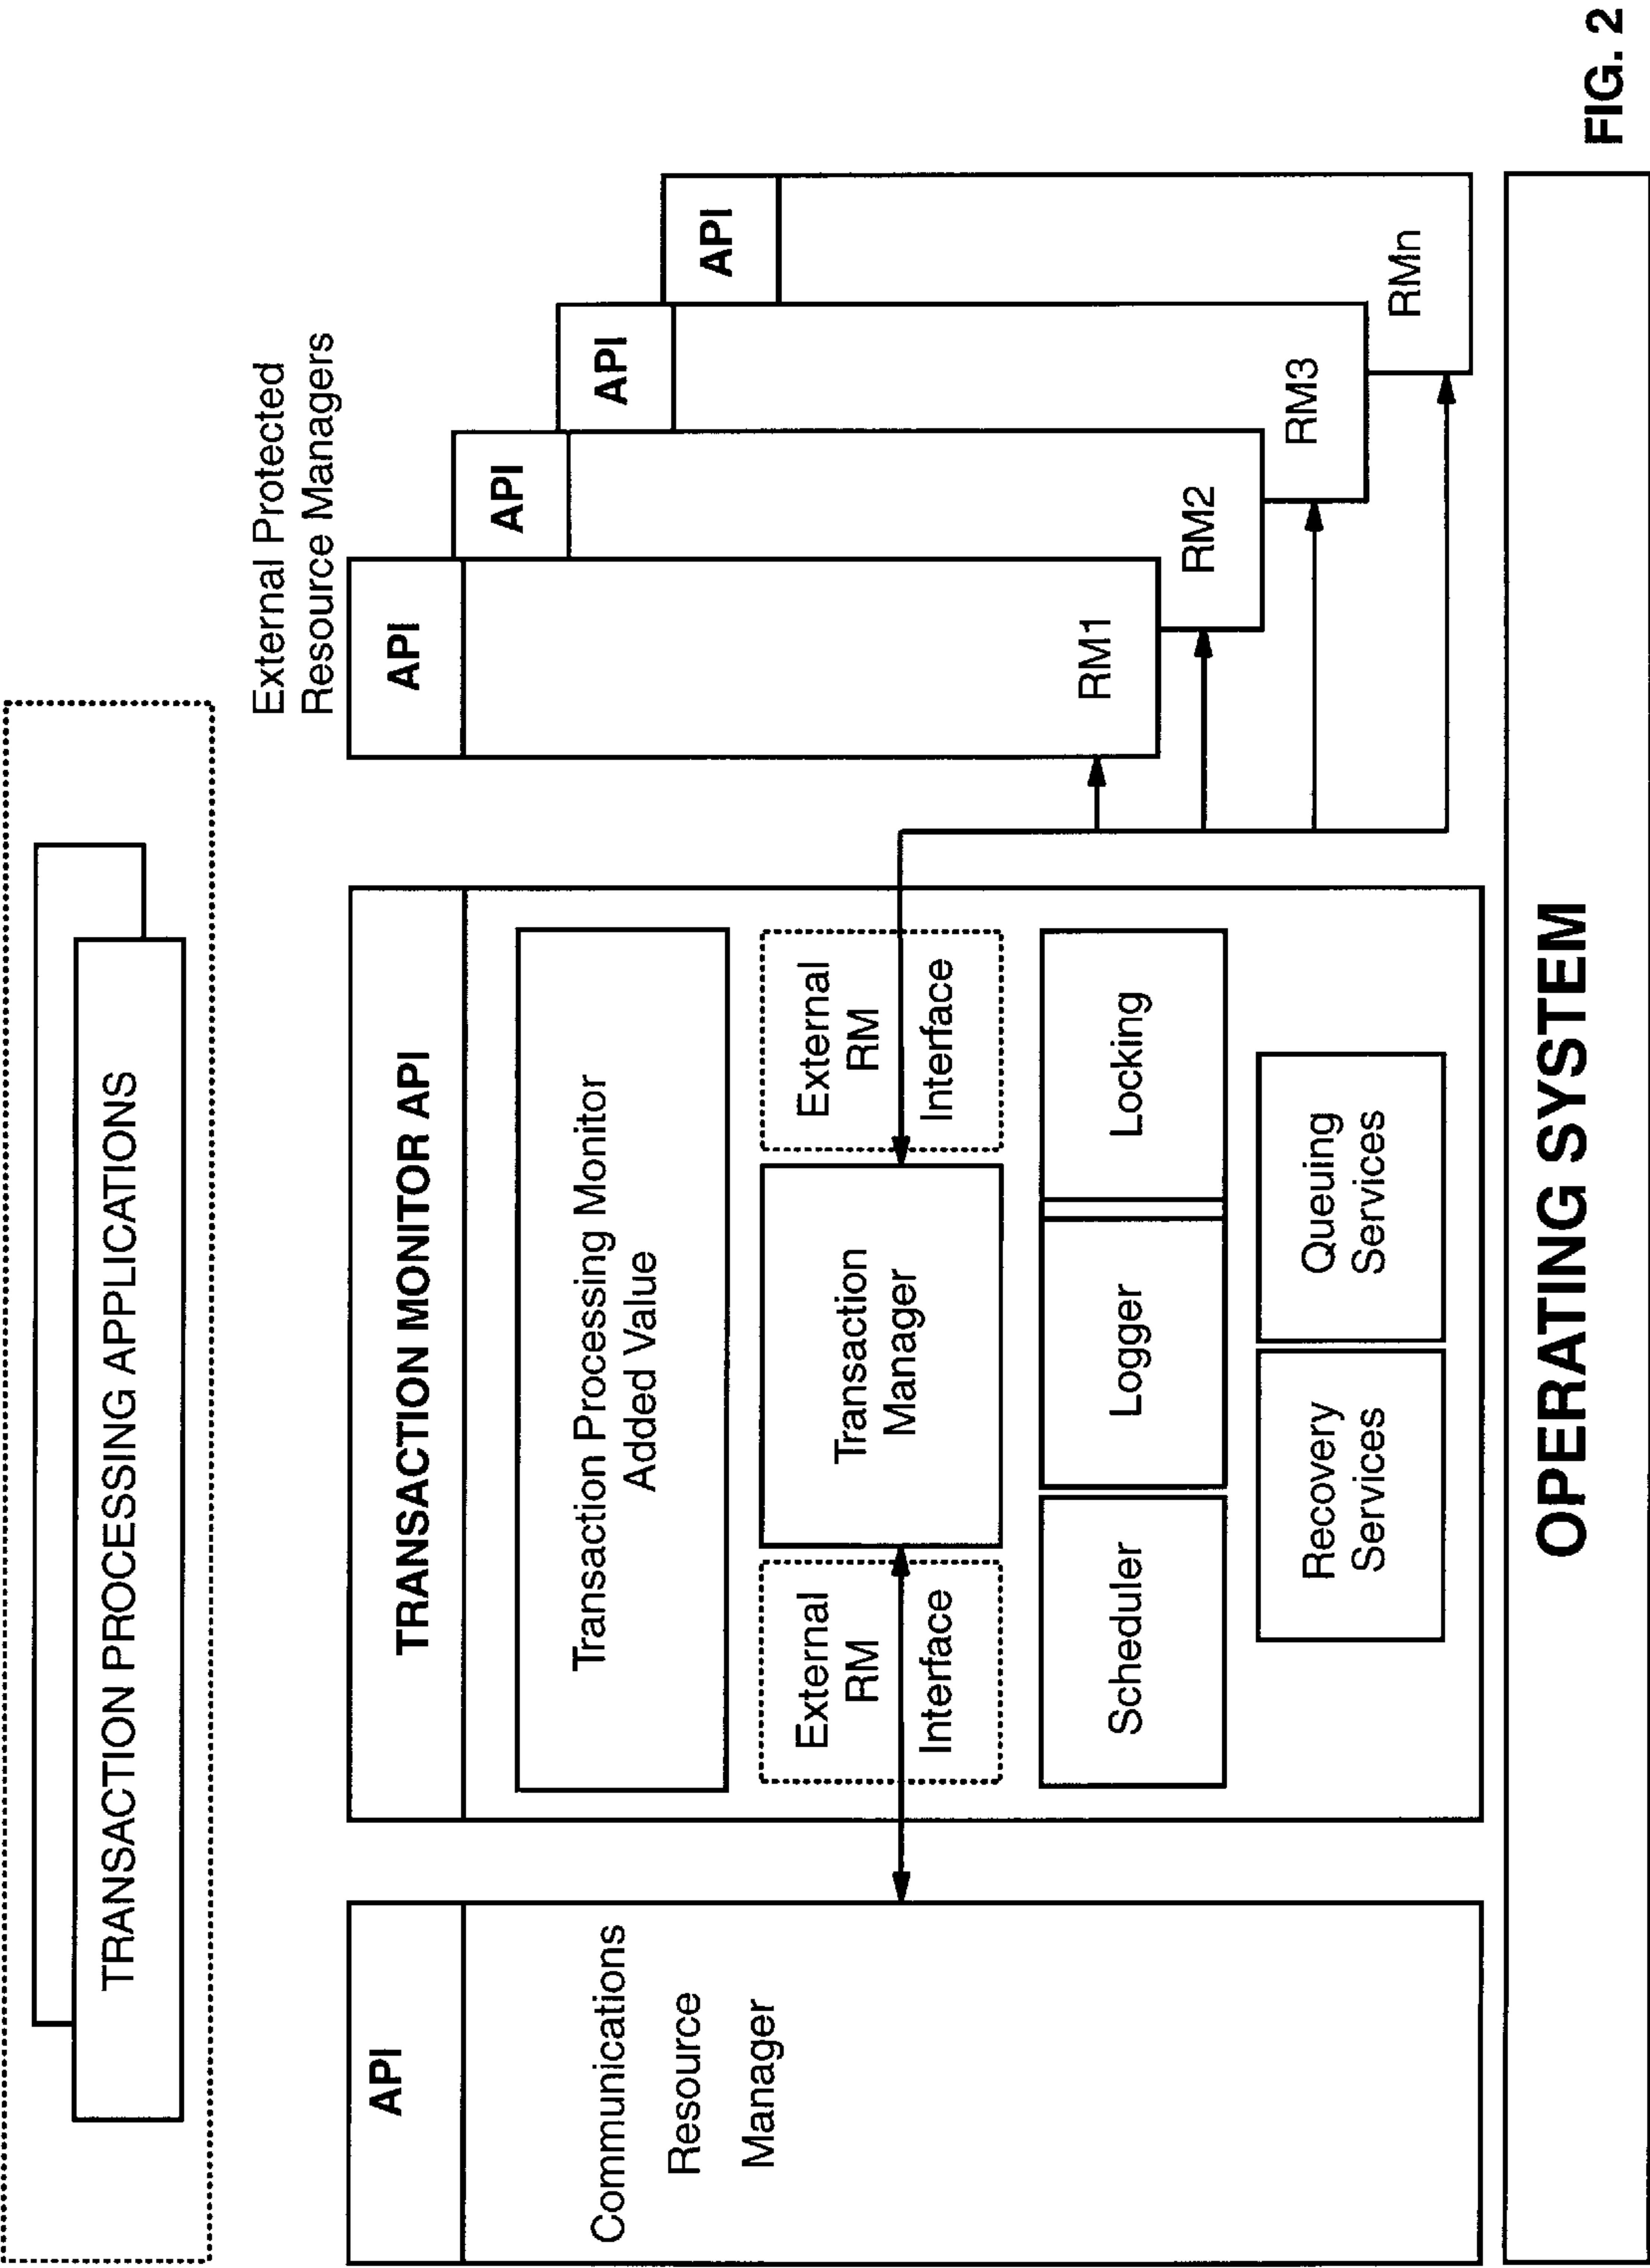 TRANSACTION PROCESSING APPLICATIONS
External Protected
Resource Managers
API
Communications
Resource
Manager
TRANSACTION MONITOR API
Transaction Processing Monitor
Added Value
External
RM
Interface
Transaction
Manager
External
RM
Interface
Scheduler
Logger
Locking
Recovery
Services
Queuing
Services
API
RM1
API
RM2
API
RM3
API
RMn
OPERATING SYSTEM
FIG. 2